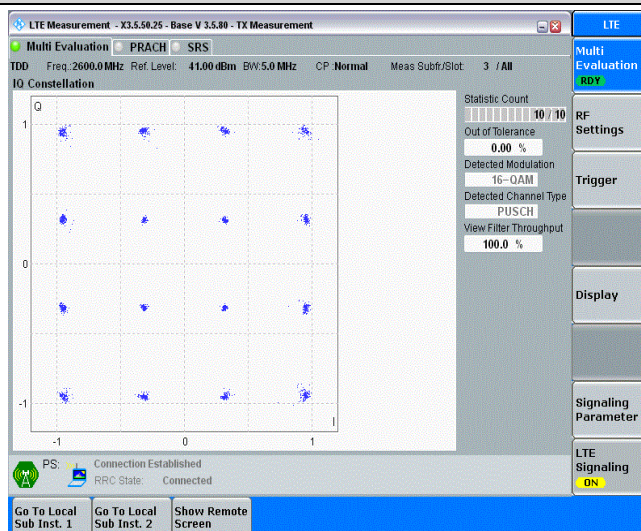 LTE Measurement - X3.5.50.25 - Base V 3.5.80 - TX Measurement
LTE
Multi Evaluation PRACH SRS
TDD Freq.:2600.0 MHz Ref. Level: 41.00 dBm BW:5.0 MHz CP :Normal Meas Subfr./Slot: 3 / All
IQ Constellation
Q
1
0
-1
I
-1 0 1
Statistic Count
10 / 10
Out of Tolerance
0.00 %
Detected Modulation
16-QAM
Detected Channel Type
PUSCH
View Filter Throughput
100.0 %
PS: Connection Established
RRC State: Connected
Multi
Evaluation
RDY
RF
Settings
Trigger
Display
Signaling
Parameter
LTE
Signaling
ON
Go To Local
Sub Inst. 1
Go To Local
Sub Inst. 2
Show Remote
Screen